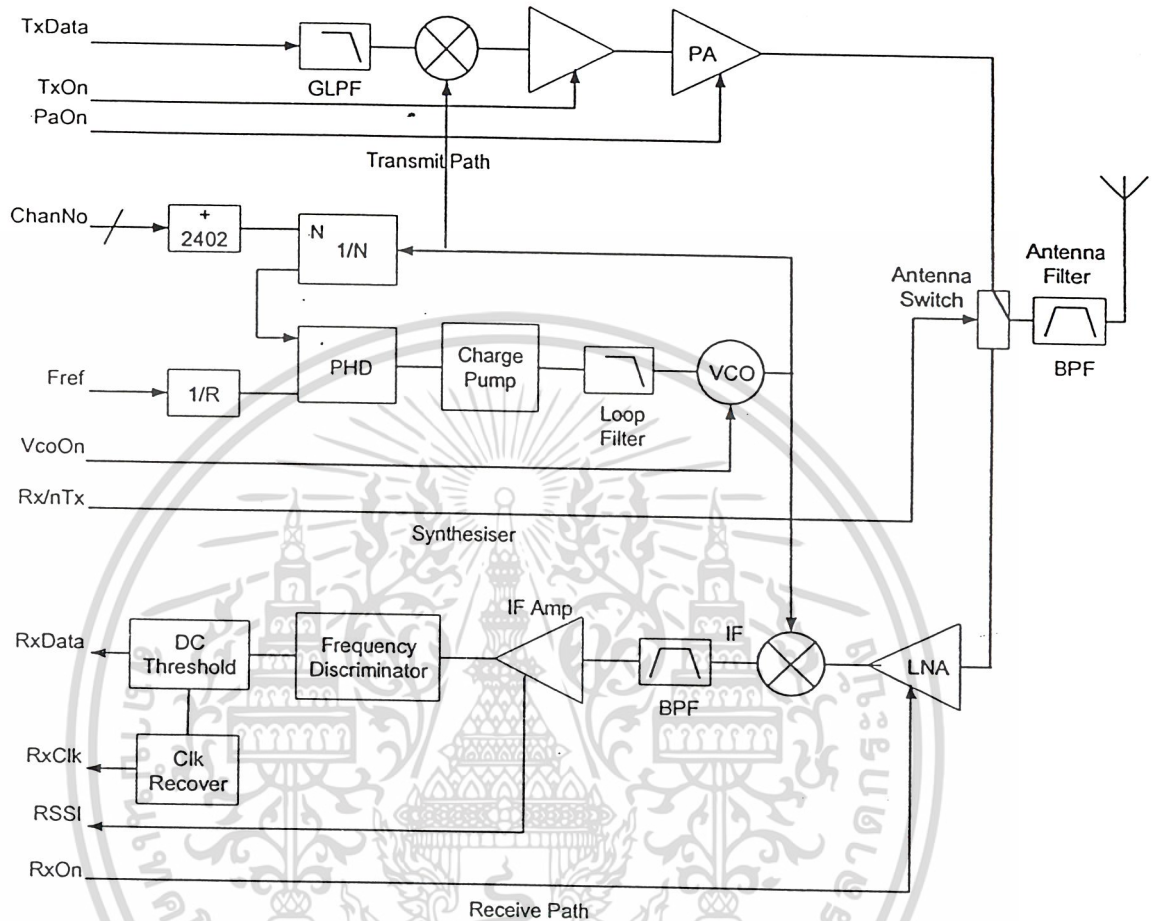 TxData
GLPF
PA
TxOn
PaOn
Transmit Path
ChanNo
+
2402
N
1/N
Antenna
Switch
Antenna
Filter
BPF
Fref
1/R
PHD
Charge
Pump
Loop
Filter
VCO
VcoOn
Rx/nTx
Synthesiser
RxData
DC
Threshold
Frequency
Discriminator
IF Amp
BPF
IF
LNA
RxClk
Clk
Recover
RSSI
RxOn
Receive Path